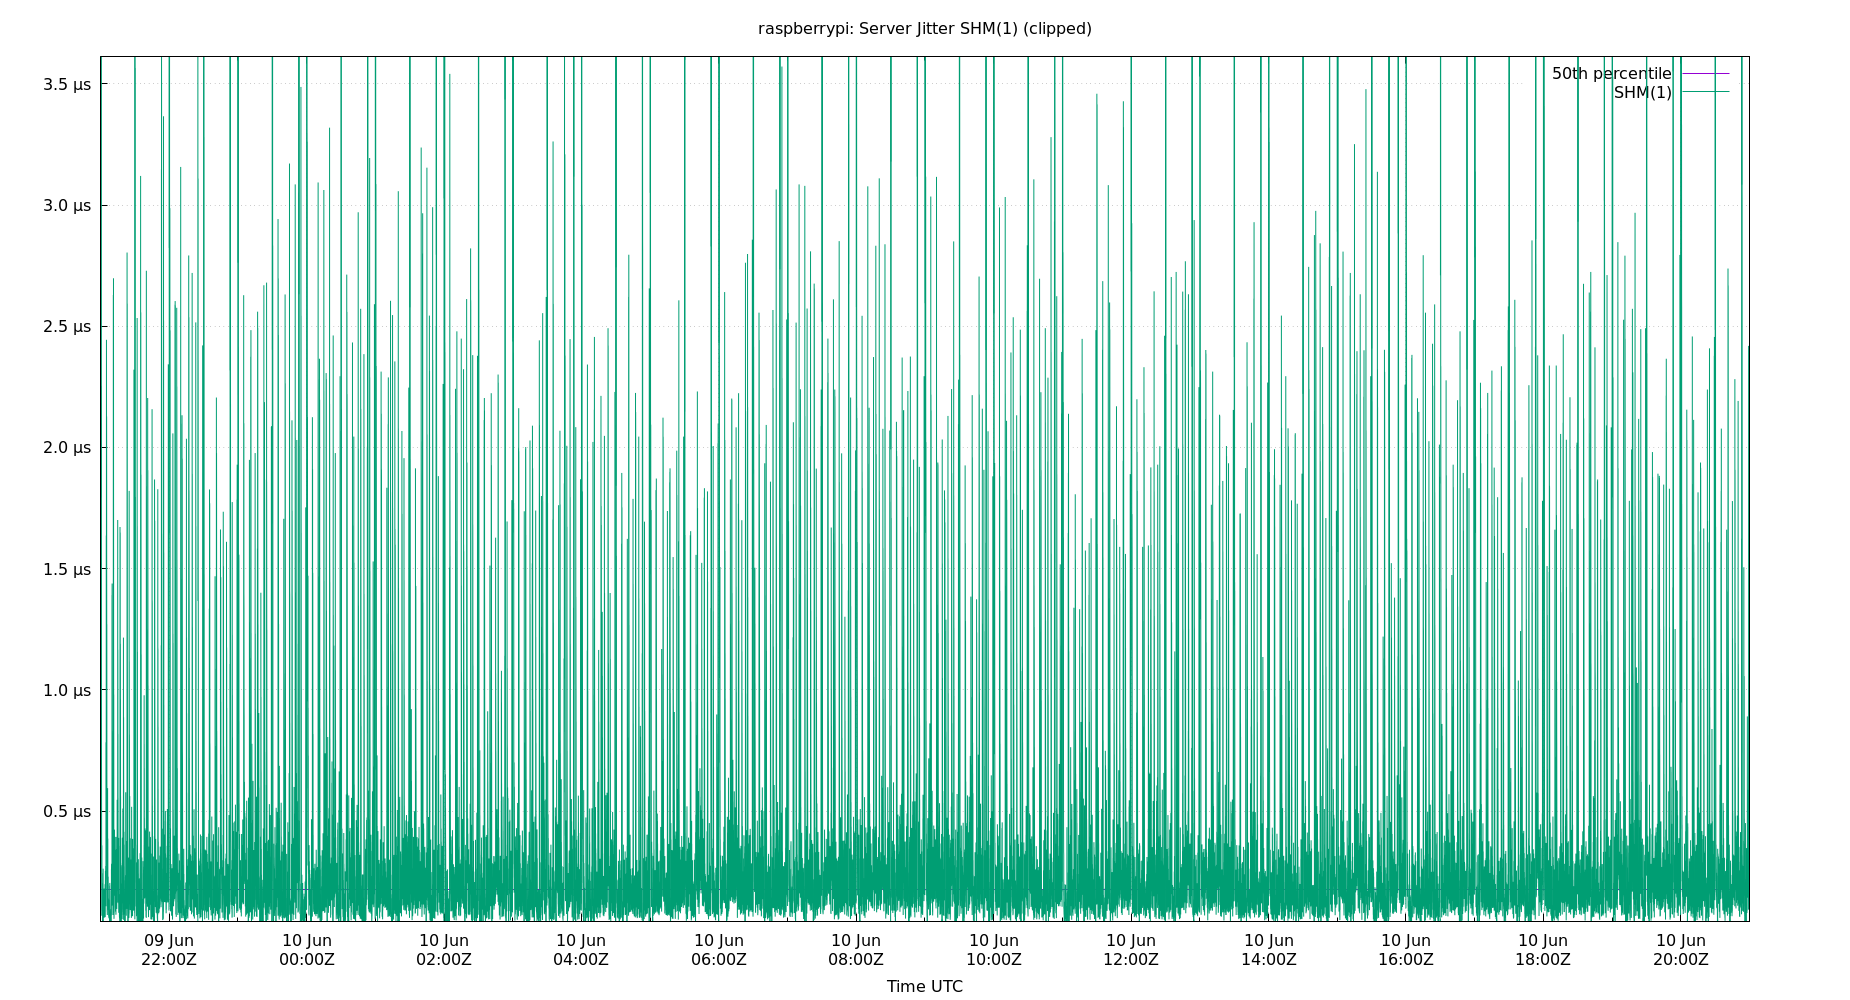 raspberrypi: Server Jitter SHM(1) (clipped)
50th percentile
SHM(1)
3.5 µs
3.0 µs
2.5 µs
2.0 µs
1.5 µs
1.0 µs
0.5 µs
09 Jun 10 Jun 10 Jun 10 Jun 10 Jun 10 Jun 10 Jun 10 Jun 10 Jun 10 Jun 10 Jun 10 Jun
22:00Z 00:00Z 02:00Z 04:00Z 06:00Z 08:00Z 10:00Z 12:00Z 14:00Z 16:00Z 18:00Z 20:00Z
Time UTC